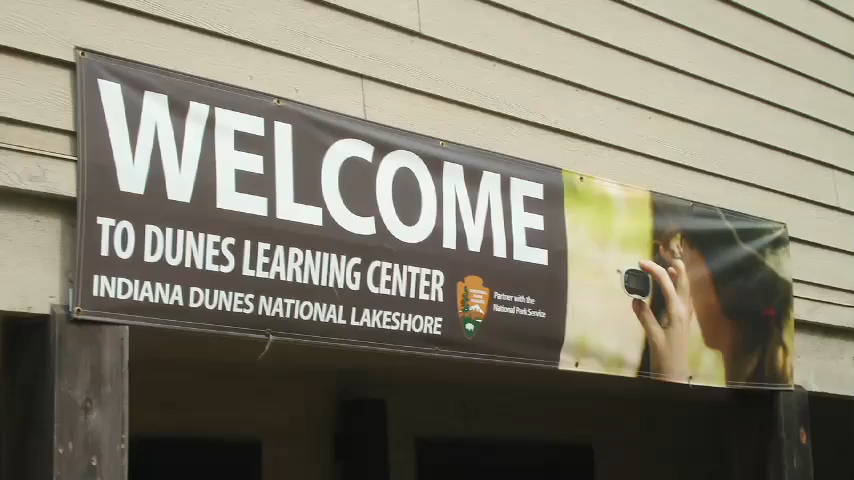 WELCOME
TO DUNES LEARNING CENTER
INDIANA DUNES NATIONAL LAKESHORE
Partner with the
National Park Service